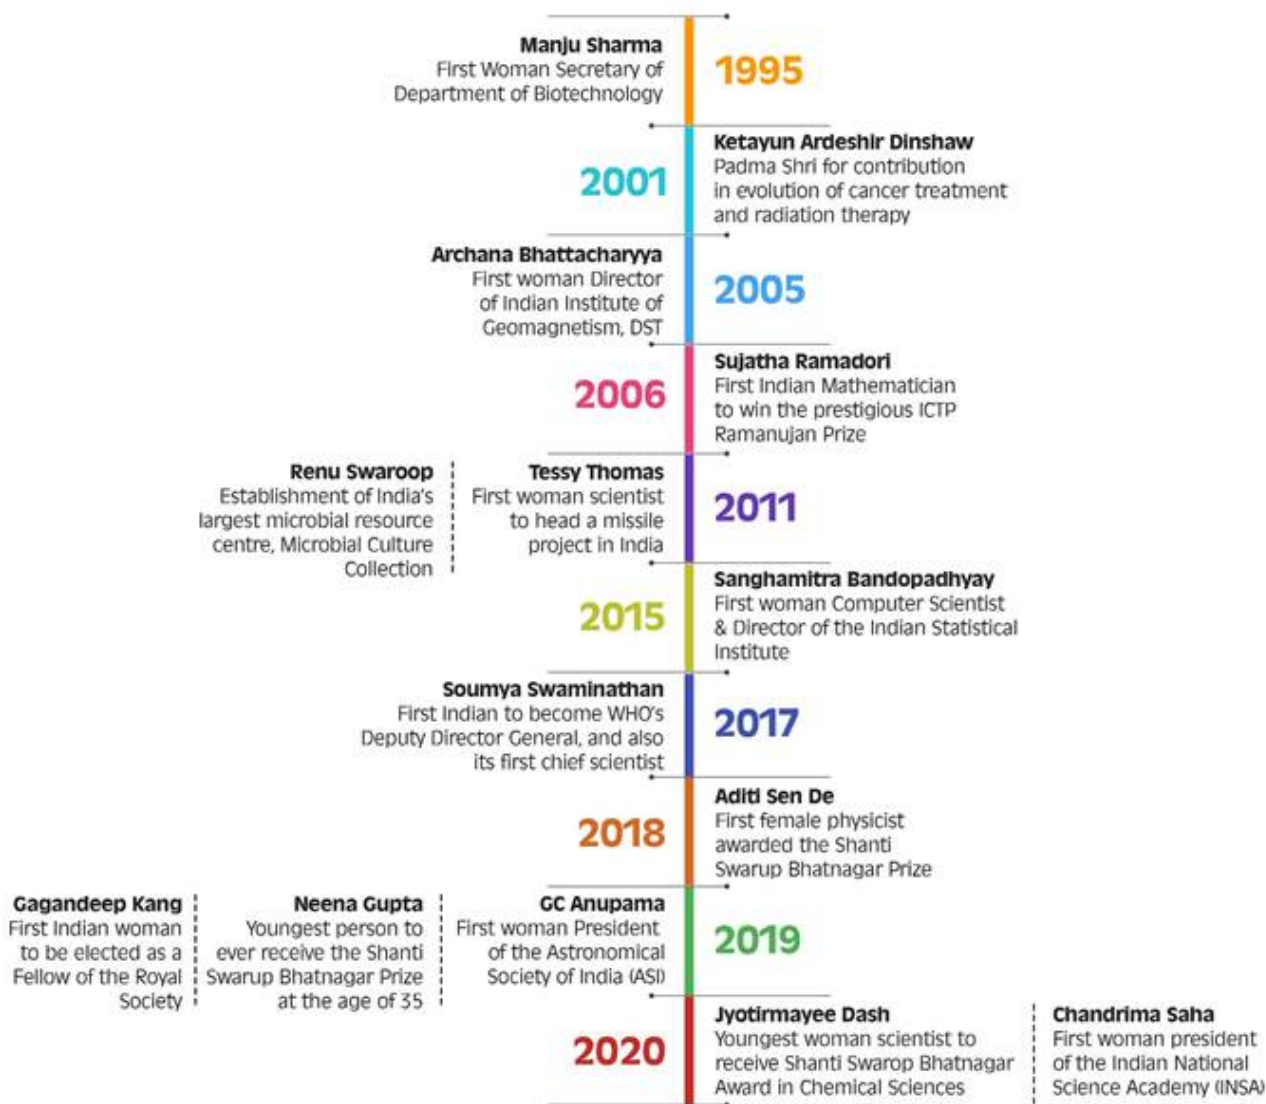 Manju Sharma
First Woman Secretary of
Department of Biotechnology
1995
2001
Ketayun Ardeshir Dinshaw
Padma Shri for contribution
in evolution of cancer treatment
and radiation therapy
Archana Bhattacharyya
First woman Director
of Indian Institute of
Geomagnetism, DST
2005
2006
Sujatha Ramadori
First Indian Mathematician
to win the prestigious ICTP
Ramanujan Prize
Renu Swaroop
Establishment of India's
largest microbial resource
centre, Microbial Culture
Collection
Tessy Thomas
First woman scientist
to head a missile
project in India
2011
2015
Sanghamitra Bandopadhyay
First woman Computer Scientist
& Director of the Indian Statistical
Institute
Soumya Swaminathan
First Indian to become WHO's
Deputy Director General, and also
its first chief scientist
2017
2018
Aditi Sen De
First female physicist
awarded the Shanti
Swarup Bhatnagar Prize
Gagandeep Kang
First Indian woman
to be elected as a
Fellow of the Royal
Society
Neena Gupta
Youngest person to
ever receive the Shanti
Swarup Bhatnagar Prize
at the age of 35
GC Anupama
First woman President
of the Astronomical
Society of India (ASI)
2019
2020
Jyotirmayee Dash
Youngest woman scientist to
receive Shanti Swarop Bhatnagar
Award in Chemical Sciences
Chandrima Saha
First woman president
of the Indian National
Science Academy (INSA)